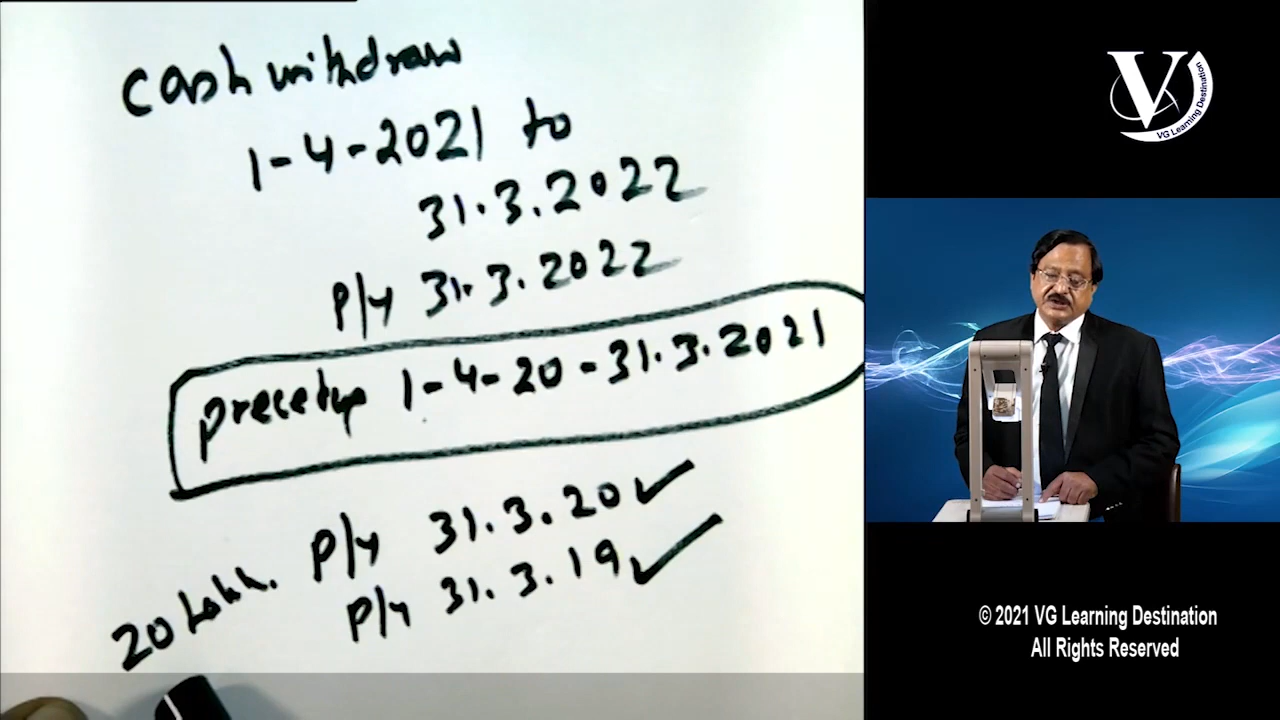 cash withdraw
1-4-2021 to
31.3.2022
P/y 31.3.2022
1-4-20-31.3.2021
P/y 31.3.20 ✓
P/y 31.3.19 ✓
20 Lakh.
V
VG Learning Destination
© 2021 VG Learning Destination
All Rights Reserved